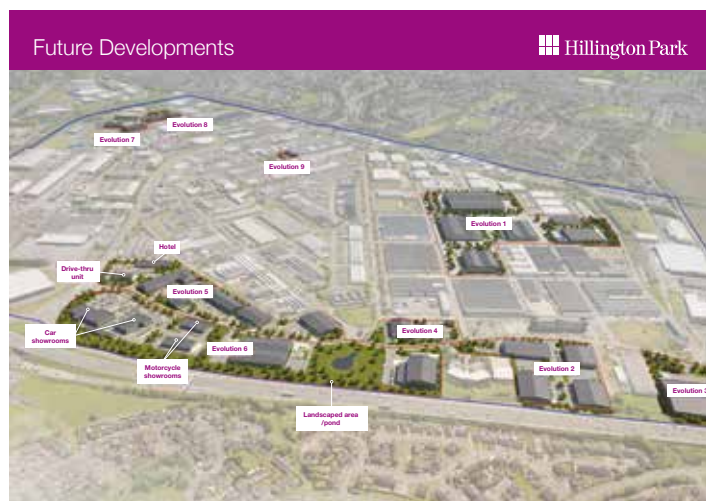 Future Developments
Hillington Park
Evolution 8
Evolution 7
Evolution 9
Evolution 1
Hotel
Drive-thru
unit
Evolution 5
Car
showrooms
Evolution 4
Evolution 6
Motorcycle
showrooms
Evolution 2
Evolution 3
Landscaped area
/pond